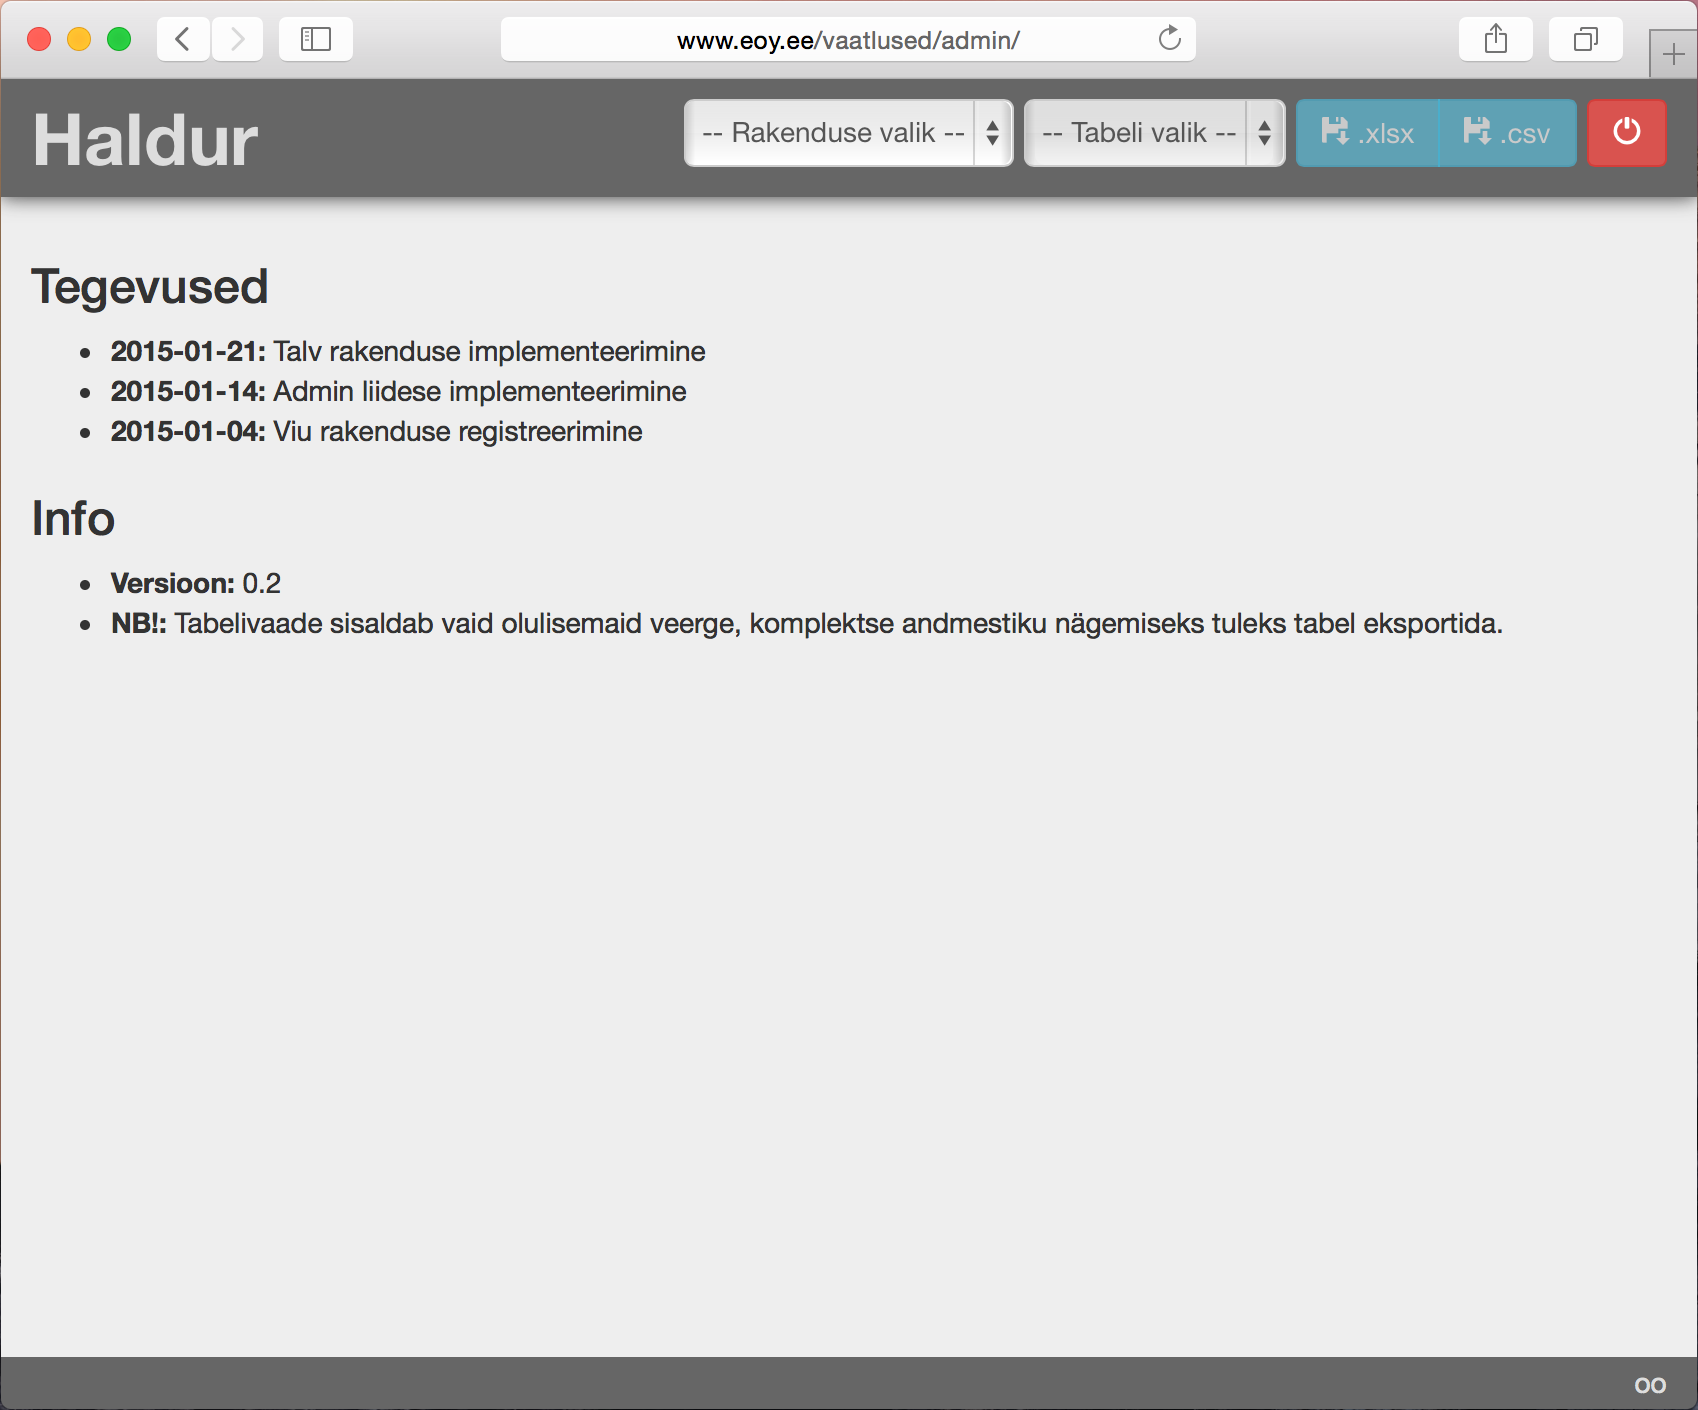 www.eoy.ee/vaatlused/admin/
Haldur
-- Rakenduse valik --
-- Tabeli valik --
.xlsx
.csv
Tegevused
2015-01-21: Talv rakenduse implementeerimine
2015-01-14: Admin liidese implementeerimine
2015-01-04: Viu rakenduse registreerimine
Info
Versioon: 0.2
NB!: Tabelivaade sisaldab vaid olulisemaid veerge, komplektse andmestiku nägemiseks tuleks tabel eksportida.
oo